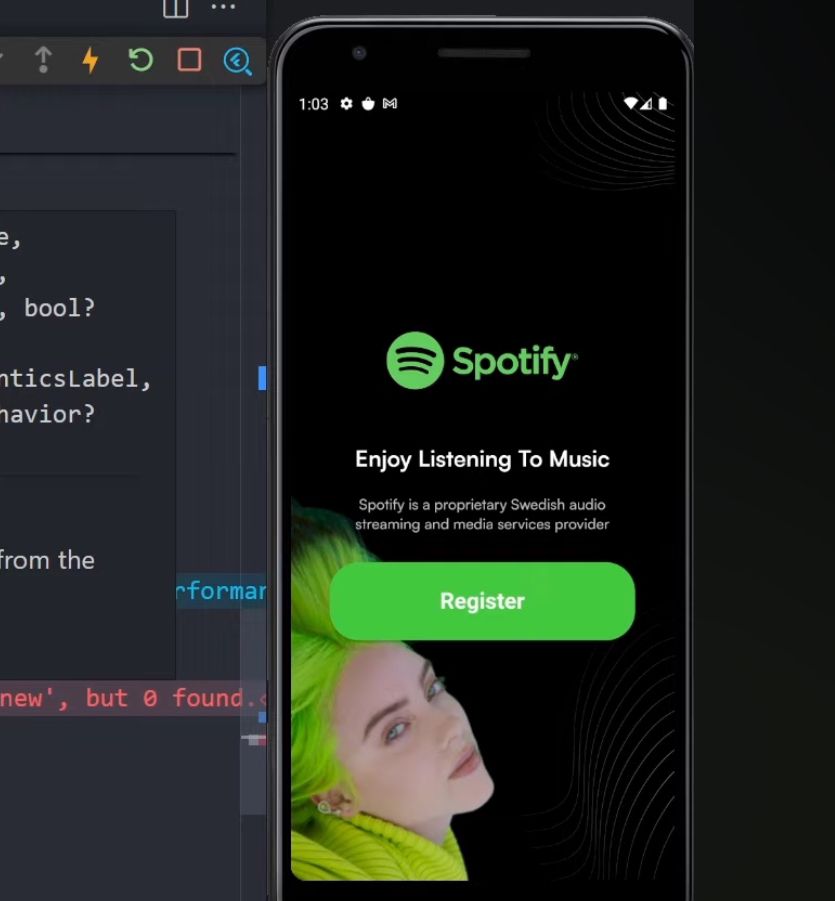 e,
,
, bool?
nticsLabel,
havior?
from the
rforman
new', but 0 found.
1:03
Spotify®
Enjoy Listening To Music
Spotify is a proprietary Swedish audio
streaming and media services provider
Register